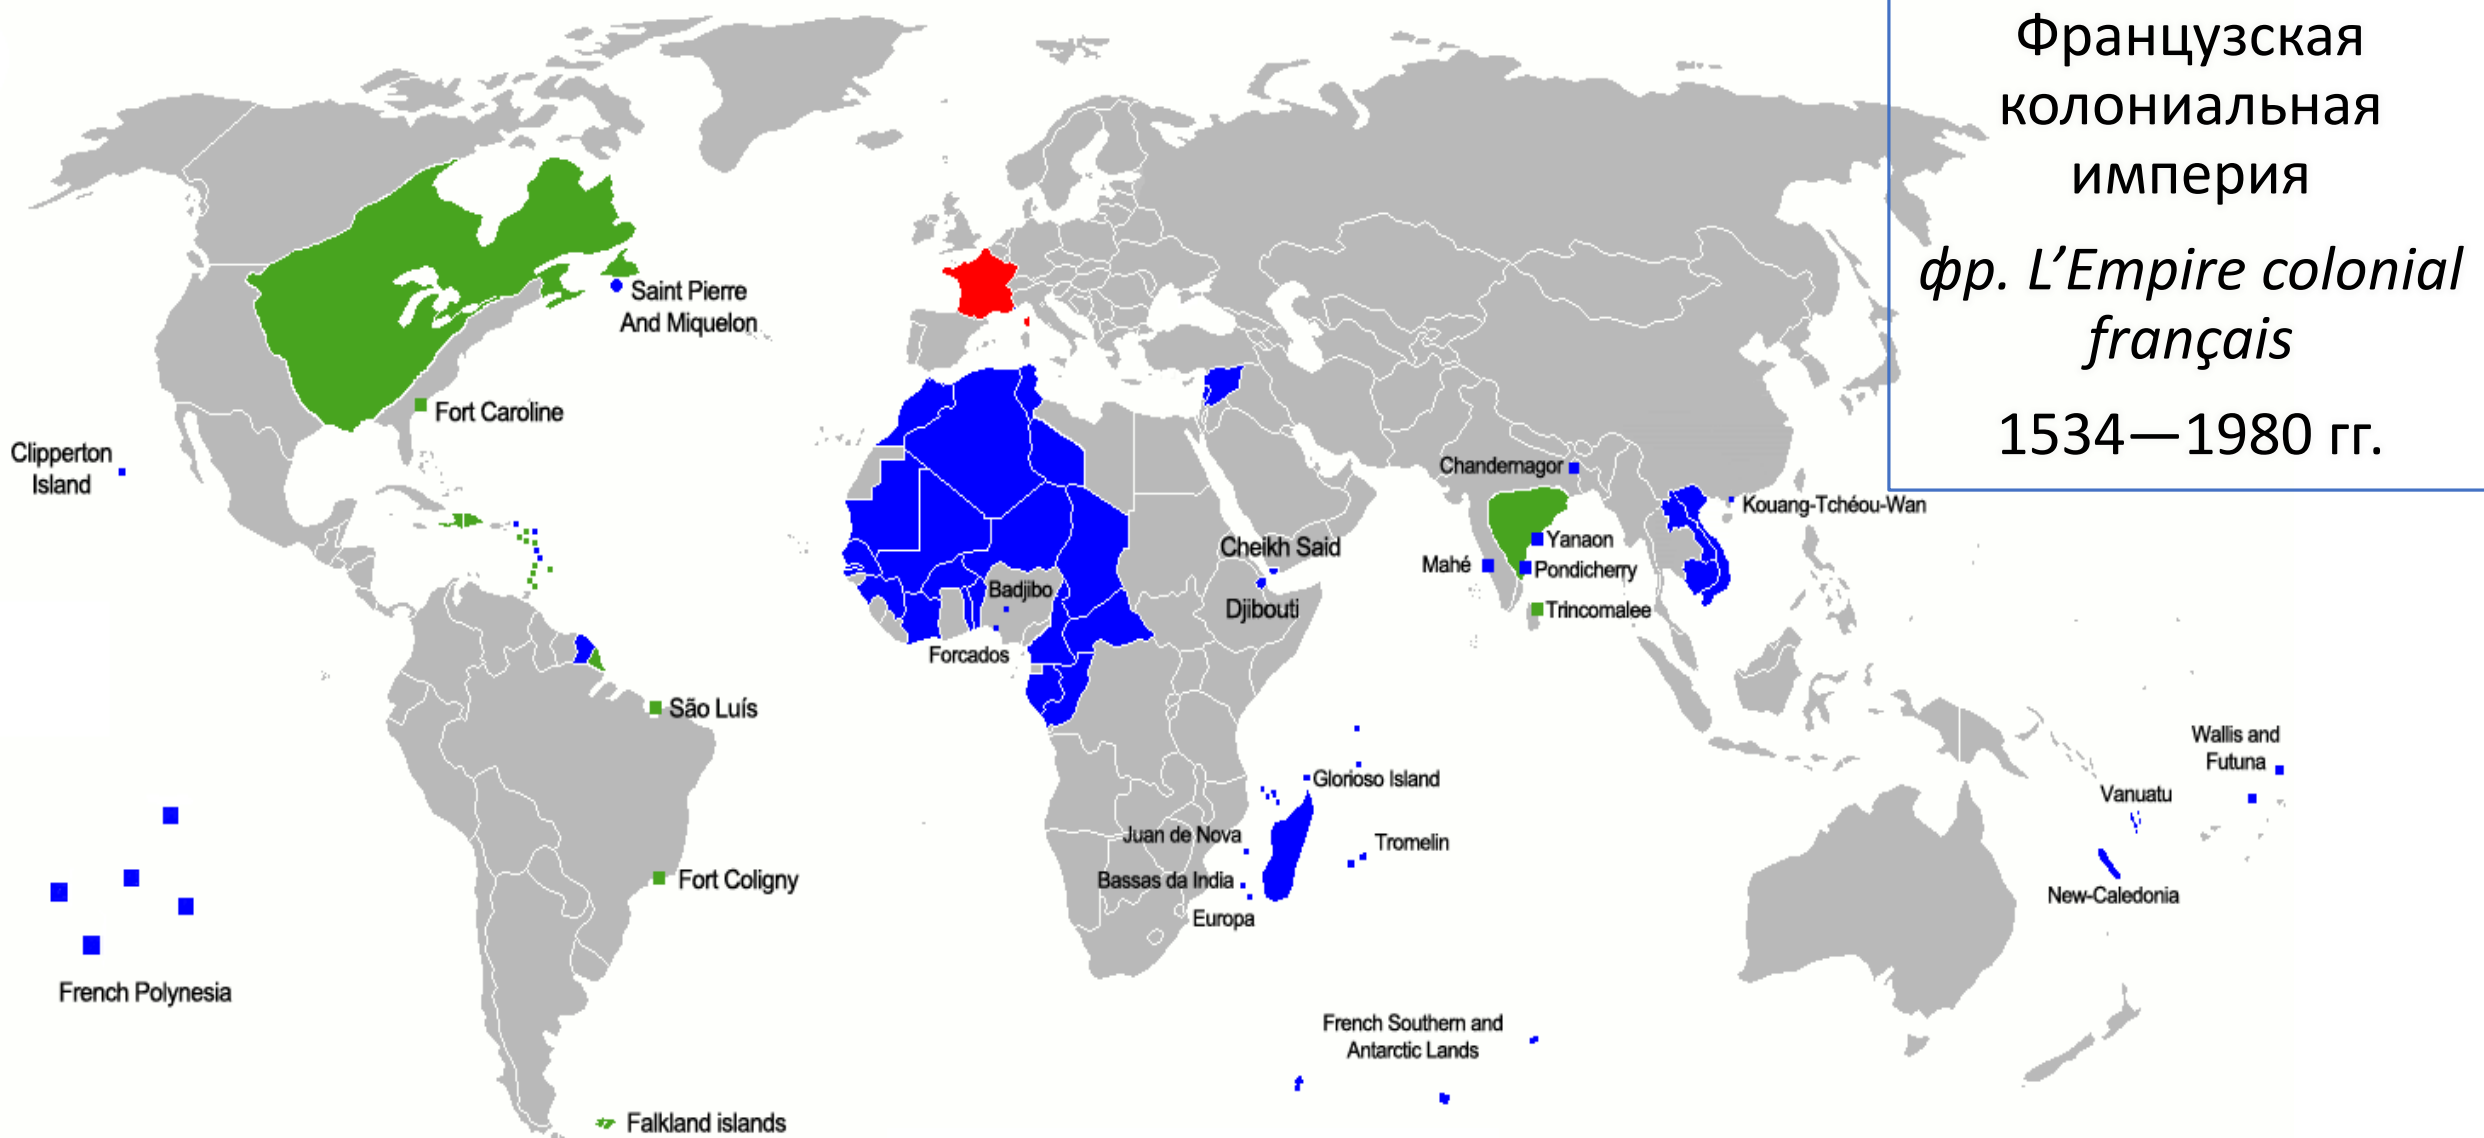 Французская
колониальная
империя
фр. L’Empire colonial
français
1534—1980 гг.
Saint Pierre
And Miquelon
Fort Caroline
Clipperton
Island
Chandernagor
Kouang-Tchéou-Wan
Cheikh Said
Yanaon
Mahé
Pondicherry
Badjibo
Djibouti
Trincomalee
Forcados
São Luís
Wallis and
Futuna
Glorioso Island
Vanuatu
Juan de Nova
Tromelin
Fort Coligny
Bassas da India
New-Caledonia
Europa
French Polynesia
French Southern and
Antarctic Lands
Falkland islands